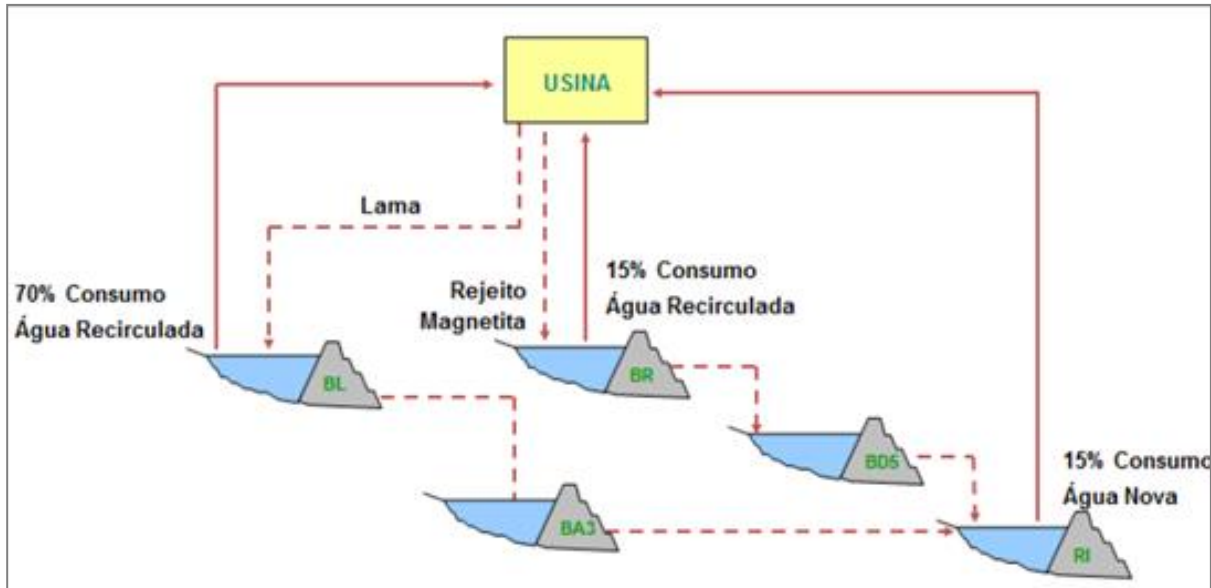 USINA
Lama
70% Consumo
Água Recirculada
Rejeito
Magnetita
15% Consumo
Água Recirculada
BL
BR
BD5
15% Consumo
Água Nova
BA3
RI